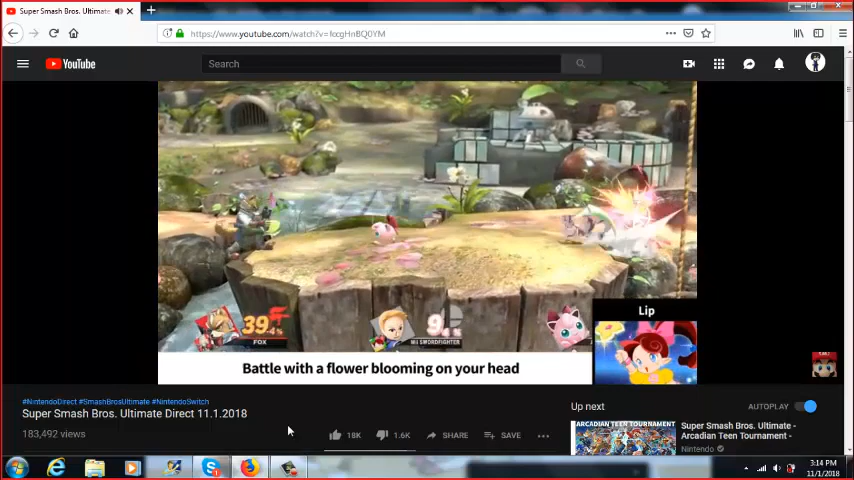 Super Smash Bros. Ultimate
https://www.youtube.com/watch?v=fccgHnBQ0YM
YouTube
Search
Lip
39.4%
FOX
MII SWORDFIGHTER
Battle with a flower blooming on your head
#NintendoDirect #SmashBrosUltimate #NintendoSwitch
Super Smash Bros. Ultimate Direct 11.1.2018
183,492 views
18K
1.6K
SHARE
SAVE
Up next
AUTOPLAY
ARCADIAN TEEN TOURNAMENT
Super Smash Bros. Ultimate -
Arcadian Teen Tournament -
Nintendo
3:14 PM
11/1/2018